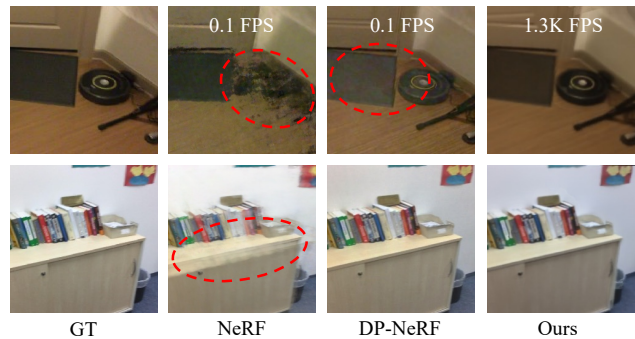 0.1 FPS
0.1 FPS
1.3K FPS
GT
NeRF
DP-NeRF
Ours